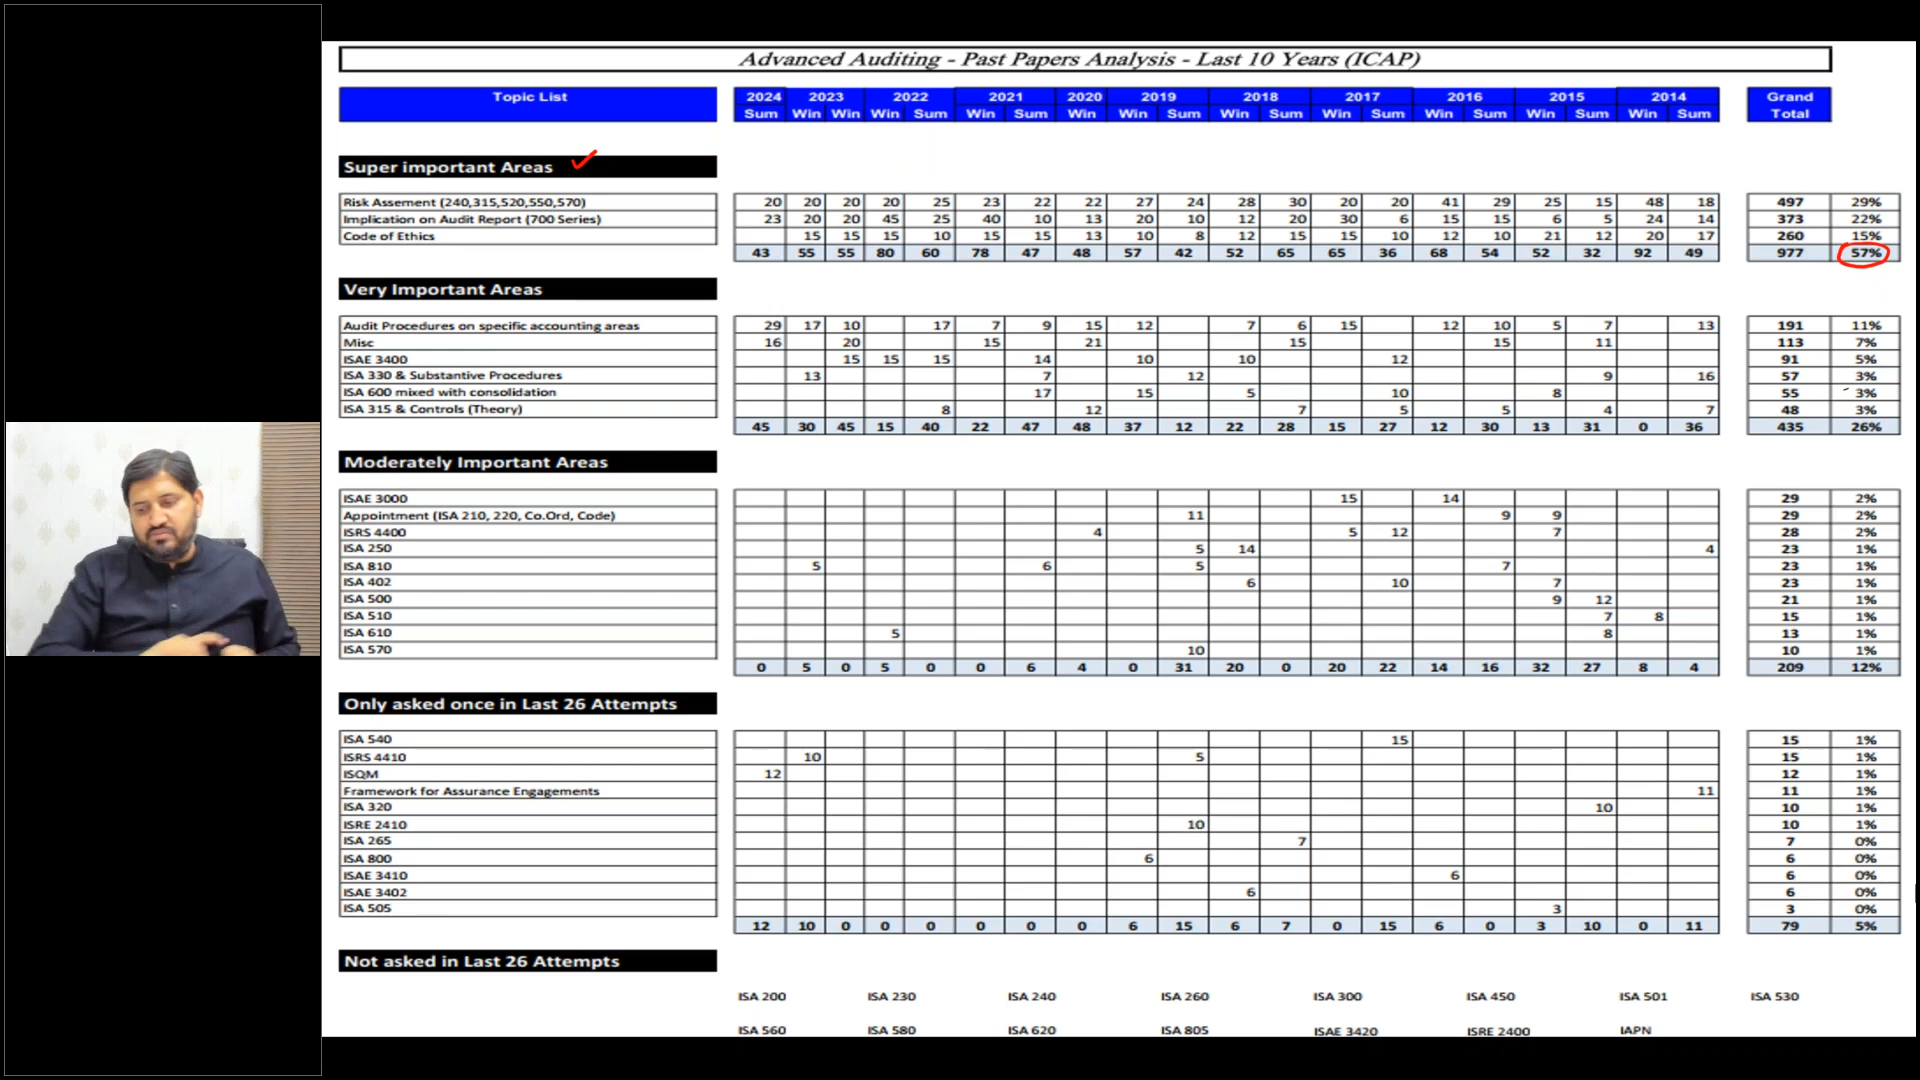 Advanced Auditing - Past Papers Analysis - Last 10 Years (ICAP)
Topic List 2024 2023 2022 2021 2020 2019 2018 2017 2016 2015 2014 Grand
Sum Win Win Win Sum Win Sum Win Win Sum Win Sum Win Sum Win Sum Win Sum Win Sum Total
Super important Areas
Risk Assement (240,315,520,550,570) 20 20 20 20 25 23 22 22 27 24 28 30 20 20 41 29 25 15 48 18 497 29%
Implication on Audit Report (700 Series) 23 20 20 45 25 40 10 13 20 10 12 20 30 6 15 15 6 5 24 14 373 22%
Code of Ethics 15 15 15 10 15 15 13 10 8 12 15 15 10 12 10 21 12 20 17 260 15%
43 55 55 80 60 78 47 48 57 42 52 65 65 36 68 54 52 32 92 49 977 57%
Very Important Areas
Audit Procedures on specific accounting areas 29 17 10 17 7 9 15 12 7 6 15 12 10 5 7 13 191 11%
Misc 16 20 15 21 15 15 11 113 7%
ISAE 3400 15 15 15 14 10 10 12 91 5%
ISA 330 & Substantive Procedures 13 7 12 9 16 57 3%
ISA 600 mixed with consolidation 17 15 5 10 8 55 3%
ISA 315 & Controls (Theory) 8 12 7 5 5 4 7 48 3%
45 30 45 15 40 22 47 48 37 12 22 28 15 27 12 30 13 31 0 36 435 26%
Moderately Important Areas
ISAE 3000 15 14 29 2%
Appointment (ISA 210, 220, Co.Ord, Code) 11 9 9 29 2%
ISRS 4400 4 5 12 7 28 2%
ISA 250 5 14 4 23 1%
ISA 810 5 6 5 7 23 1%
ISA 402 6 10 7 23 1%
ISA 500 9 12 21 1%
ISA 510 7 8 15 1%
ISA 610 5 8 13 1%
ISA 570 10 10 1%
0 5 0 5 0 0 6 4 0 31 20 0 20 22 14 16 32 27 8 4 209 12%
Only asked once in Last 26 Attempts
ISA 540 15 15 1%
ISRS 4410 10 5 15 1%
ISQM 12 12 1%
Framework for Assurance Engagements 11 11 1%
ISA 320 10 10 1%
ISRE 2410 10 10 1%
ISA 265 7 7 0%
ISA 800 6 6 0%
ISAE 3410 6 6 0%
ISAE 3402 6 6 0%
ISA 505 3 3 0%
12 10 0 0 0 0 0 0 6 15 6 7 0 15 6 0 3 10 0 11 79 5%
Not asked in Last 26 Attempts
ISA 200 ISA 230 ISA 240 ISA 260 ISA 300 ISA 450 ISA 501 ISA 530
ISA 560 ISA 580 ISA 620 ISA 805 ISAE 3420 ISRE 2400 IAPN